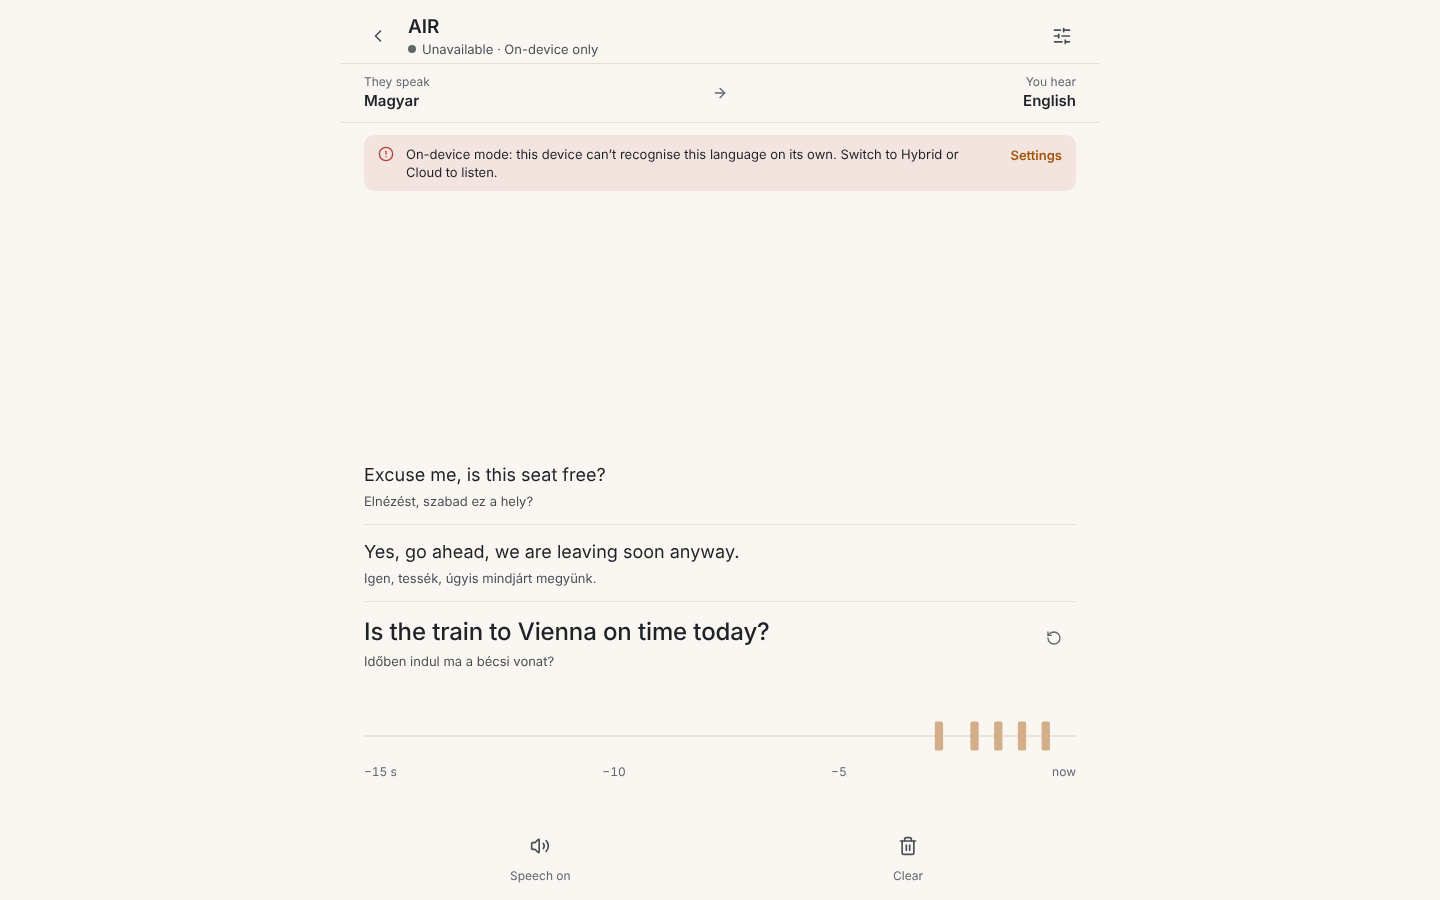 AIR
Unavailable · On-device only
They speak
Magyar
You hear
English
On-device mode: this device can’t recognise this language on its own. Switch to Hybrid or
Cloud to listen.
Settings
Excuse me, is this seat free?
Elnézést, szabad ez a hely?
Yes, go ahead, we are leaving soon anyway.
Igen, tessék, úgyis mindjárt megyünk.
Is the train to Vienna on time today?
Időben indul ma a bécsi vonat?
−15 s
−10
−5
now
Speech on
Clear